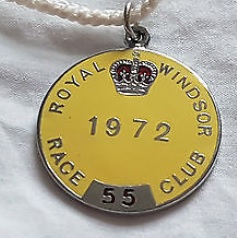 ROYAL WINDSOR
1972
RACE CLUB
55